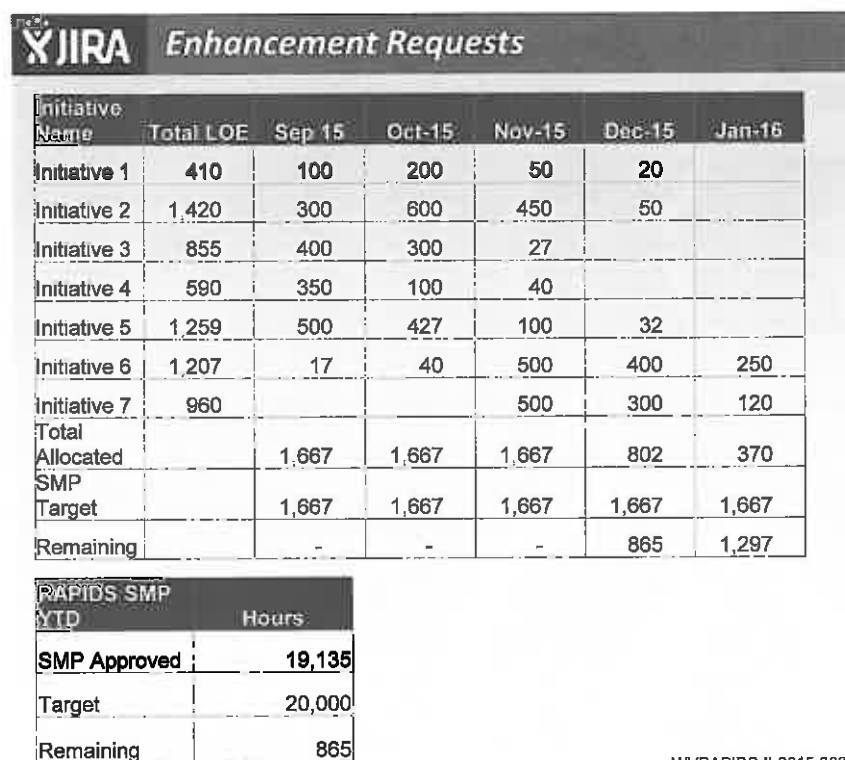 JIRA Enhancement Requests
Initiative
Name Total LOE Sep 15 Oct-15 Nov-15 Dec-15 Jan-16
Initiative 1 410 100 200 50 20
Initiative 2 1,420 300 600 450 50
Initiative 3 855 400 300 27
Initiative 4 590 350 100 40
Initiative 5 1,259 500 427 100 32
Initiative 6 1,207 17 40 500 400 250
Initiative 7 960 500 300 120
Total
Allocated 1,667 1,667 1,667 802 370
SMP
Target 1,667 1,667 1,667 1,667 1,667
Remaining - - - 865 1,297
RAPIDS SMP
YTD Hours
SMP Approved 19,135
Target 20,000
Remaining 865